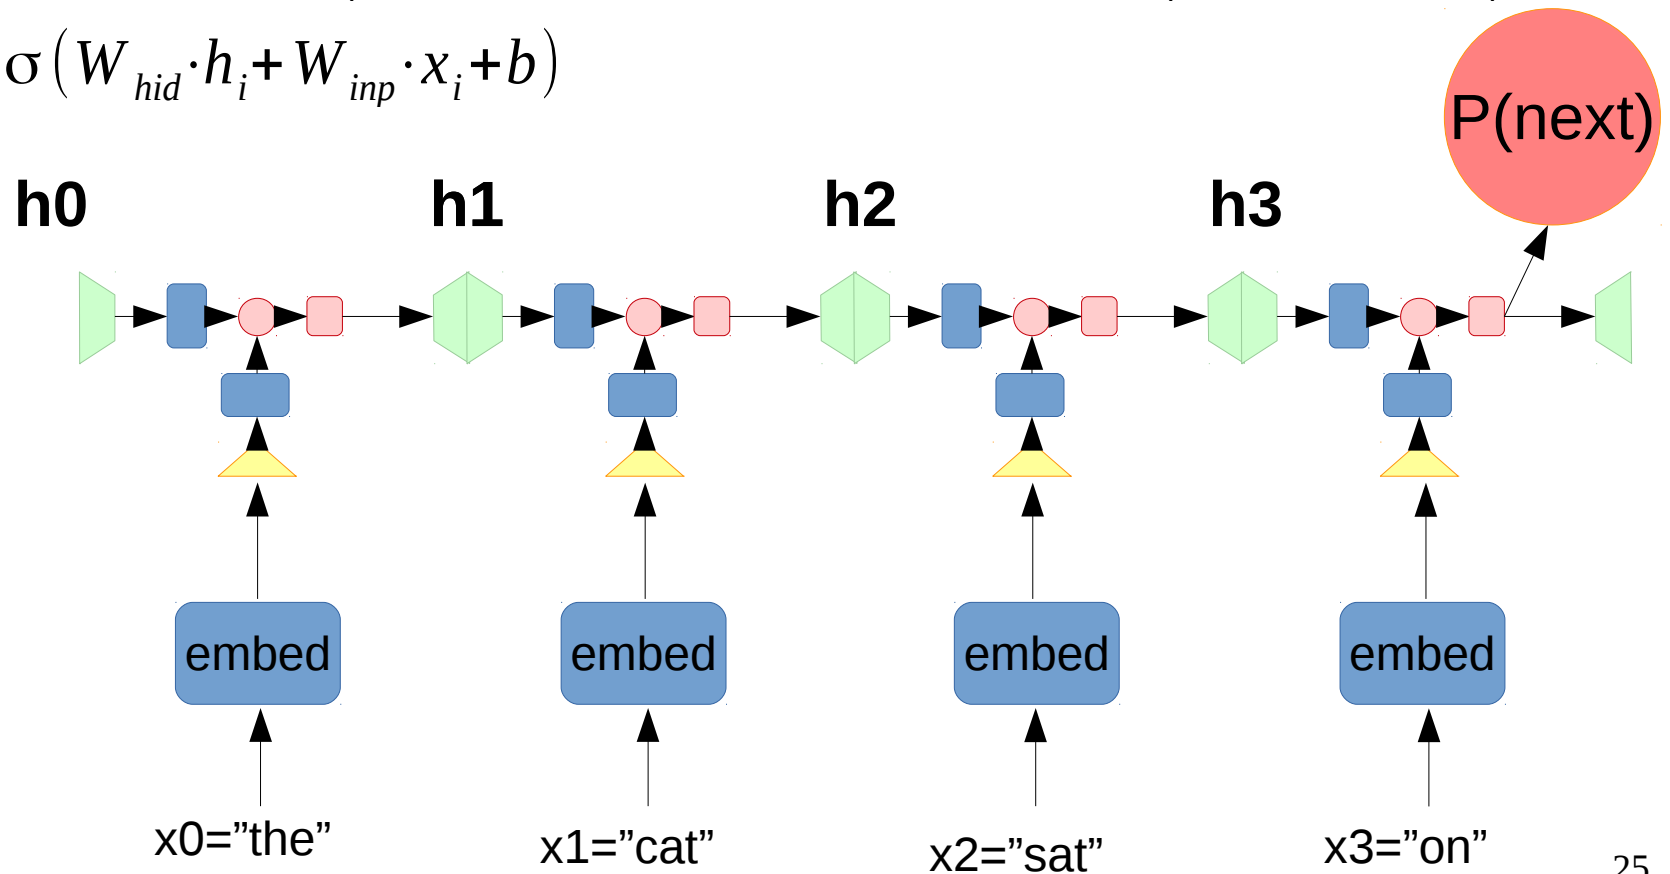 σ(W_hid·h_i+W_inp·x_i+b)
P(next)
h0 h1 h2 h3
embed embed embed embed
x0=”the” x1=”cat” x2=”sat” x3=”on”
25